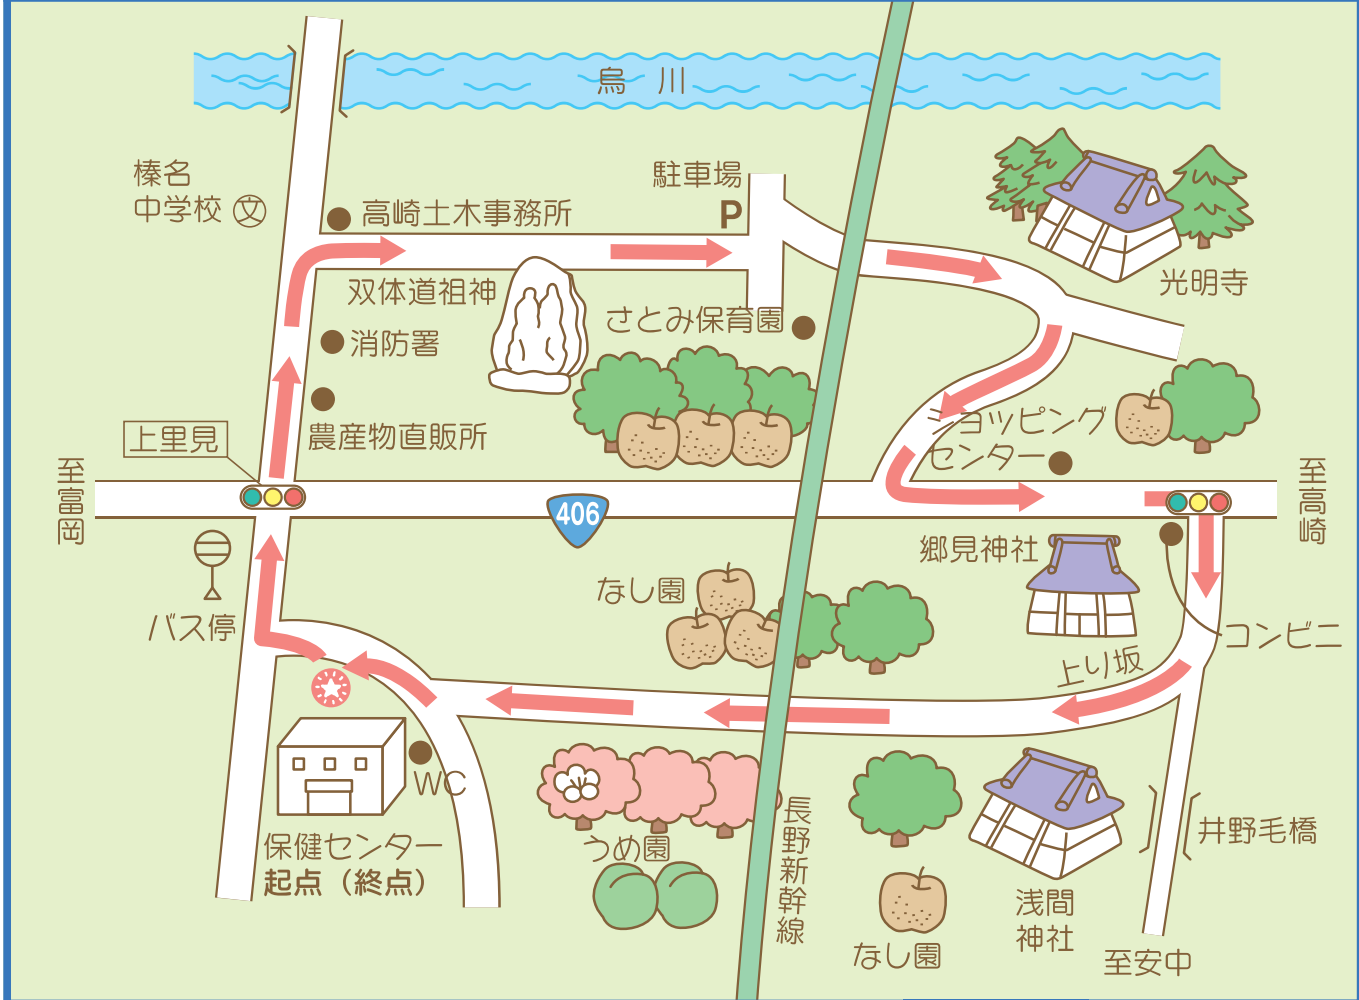 烏 川
榛名
中学校 文
高崎土木事務所
駐車場
P
光明寺
双体道祖神
さとみ保育園
消防署
農産物直販所
上里見
ショッピング
センター
至富岡
至高崎
406
バス停
なし園
郷見神社
コンビニ
上り坂
WC
保健センター
起点（終点）
うめ園
長野新幹線
なし園
浅間
神社
井野毛橋
至安中